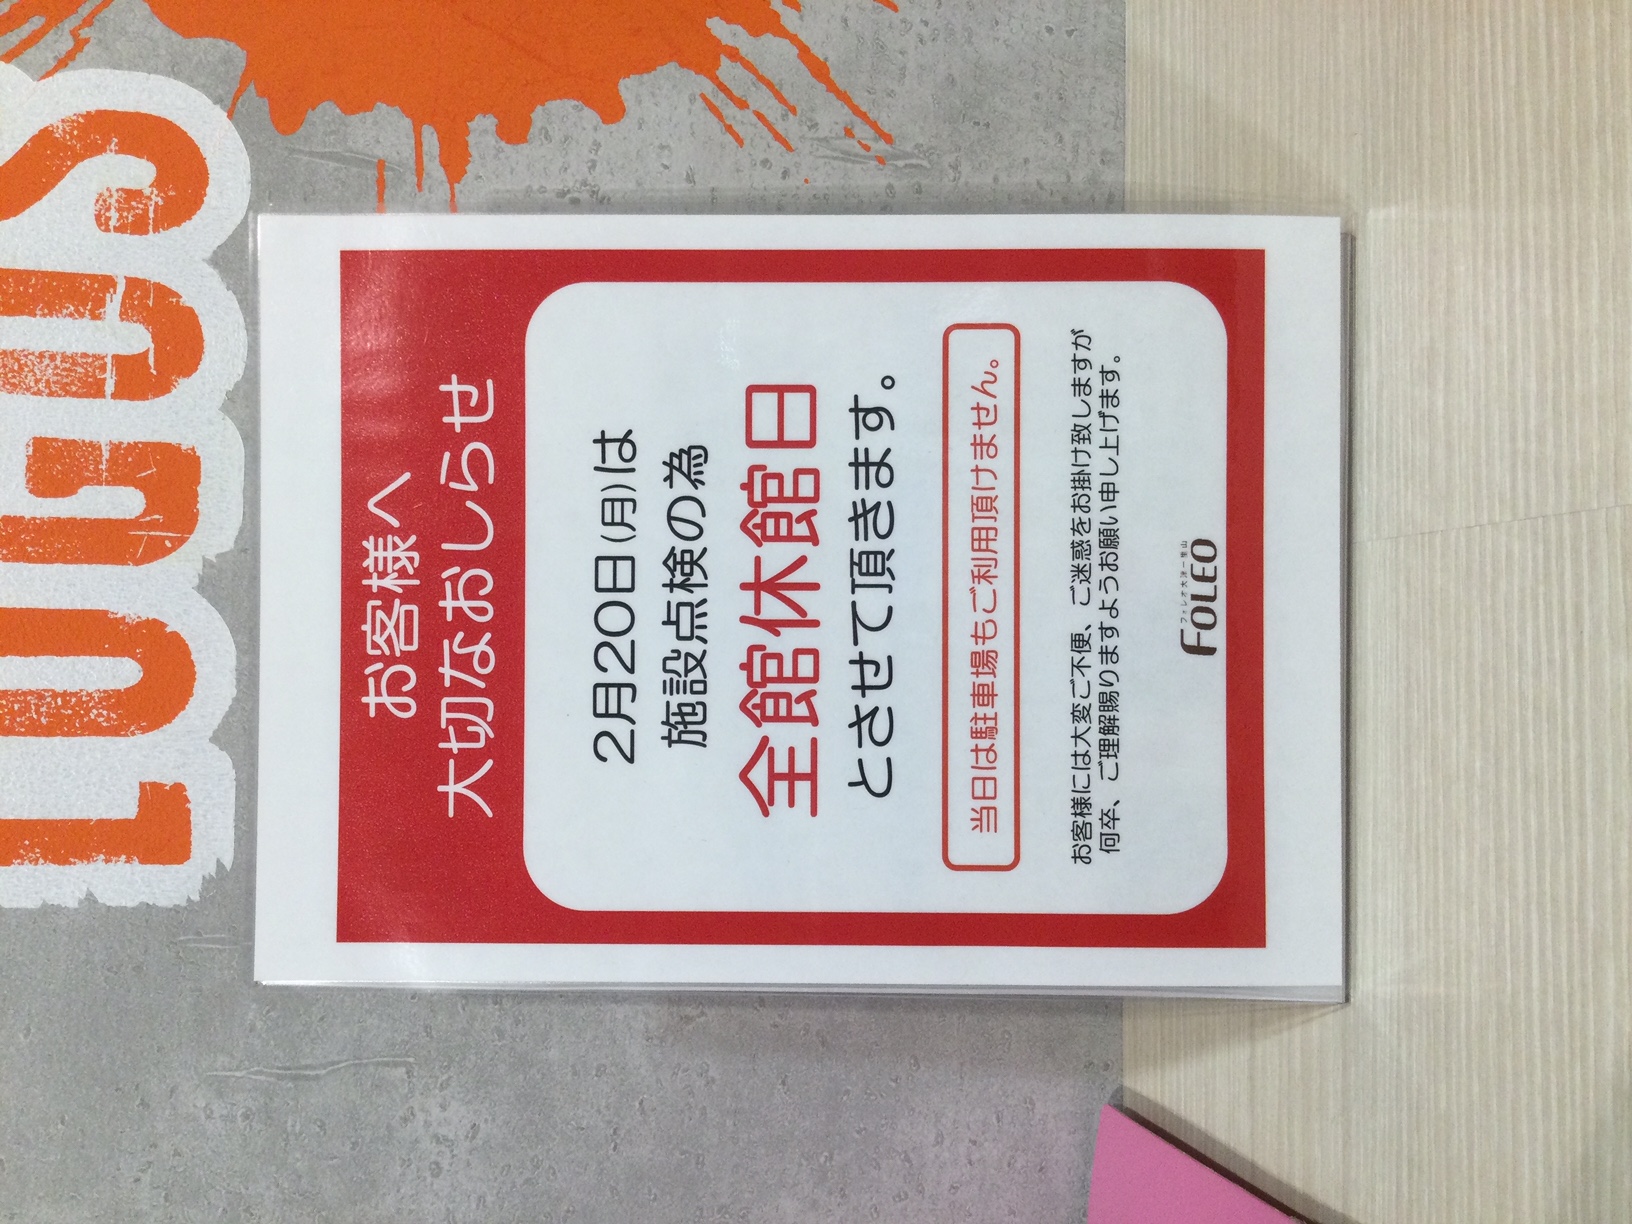 LOGOS
お客様へ
大切なおしらせ
2月20日(月)は
施設点検の為
全館休館日
とさせて頂きます。
当日は駐車場もご利用頂けません。
お客様には大変ご不便、ご迷惑をお掛け致しますが
何卒、ご理解賜りますようお願い申し上げます。
フォレオ大津一里山
FOLEO